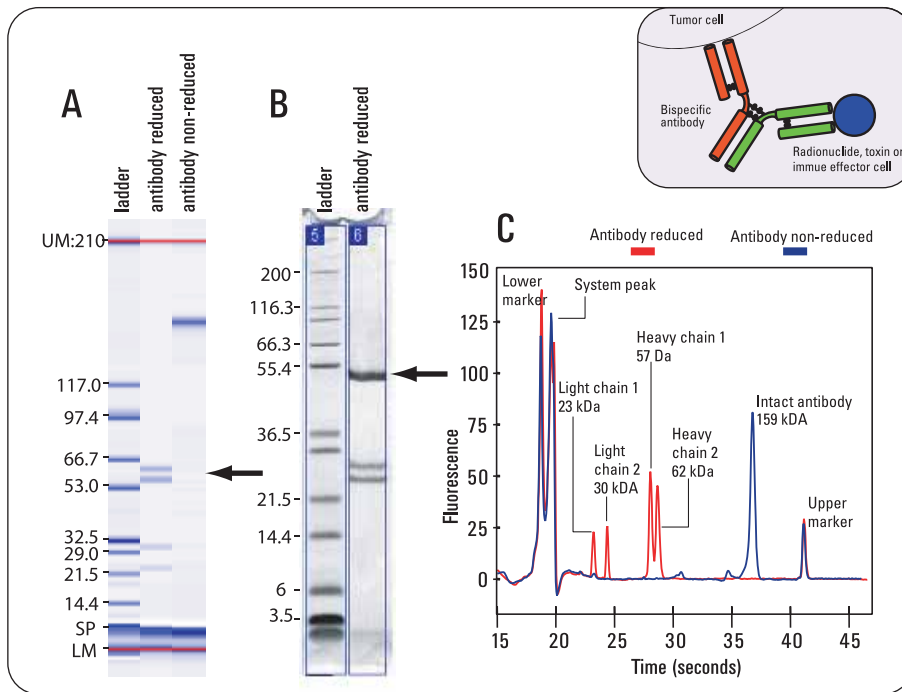 Tumor cell
Bispecific
antibody
Radionuclide, toxin or
immue effector cell
A
ladder
antibody reduced
antibody non-reduced
UM:210
117.0
97.4
66.7
53.0
32.5
29.0
21.5
14.4
SP
LM
B
ladder
antibody reduced
5
6
200
116.3
66.3
55.4
36.5
21.5
14.4
6
3.5
C
Antibody reduced
Antibody non-reduced
Fluorescence
150
125
100
75
50
25
0
Lower
marker
System peak
Light chain 1
23 kDa
Light
chain 2
30 kDA
Heavy chain 1
57 Da
Heavy
chain 2
62 kDa
Intact antibody
159 kDA
Upper
marker
15 20 25 30 35 40 45
Time (seconds)